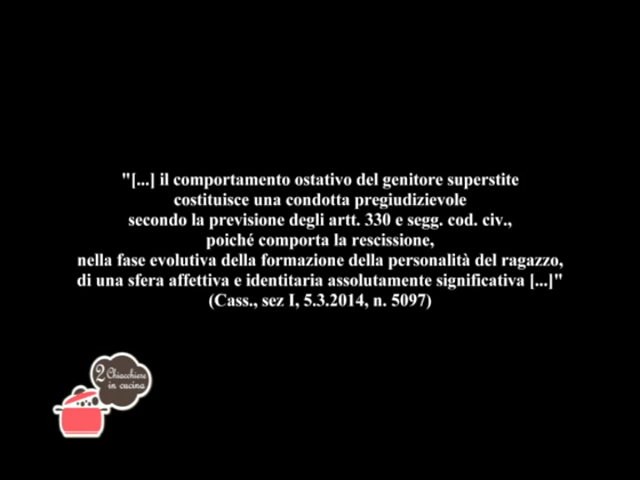 "[...] il comportamento ostativo del genitore superstite
costituisce una condotta pregiudizievole
secondo la previsione degli artt. 330 e segg. cod. civ.,
poiché comporta la rescissione,
nella fase evolutiva della formazione della personalità del ragazzo,
di una sfera affettiva e identitaria assolutamente significativa [...]"
(Cass., sez I, 5.3.2014, n. 5097)
2 Chiacchiere
in cucina